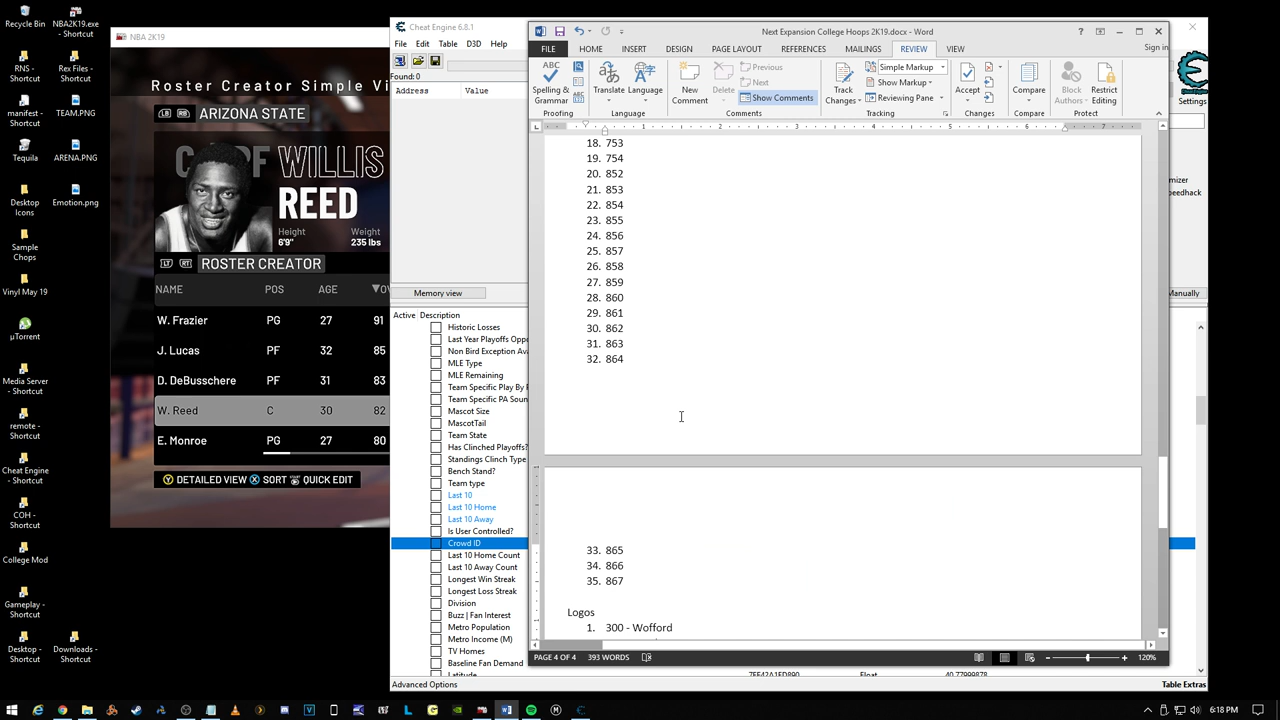 Recycle Bin
NBA2K19.exe - Shortcut
RNS - Shortcut
Rex Files - Shortcut
manifest - Shortcut
TEAM.PNG
Tequila
ARENA.PNG
Desktop Icons
Emotion.png
Sample Chops
Vinyl May 19
µTorrent
Media Server - Shortcut
remote - Shortcut
Cheat Engine - Shortcut
COH - Shortcut
College Mod
Gameplay - Shortcut
Desktop - Shortcut
Downloads - Shortcut
NBA 2K19
Roster Creator Simple Vi
LB RB ARIZONA STATE
WILLIS
REED
Height Weight
6'9" 235 lbs
LT RT ROSTER CREATOR
NAME POS AGE
W. Frazier PG 27 91
J. Lucas PF 32 85
D. DeBusschere PF 31 83
W. Reed C 30 82
E. Monroe PG 27 80
Y DETAILED VIEW X SORT QUICK EDIT
Cheat Engine 6.8.1
File Edit Table D3D Help
Found: 0
Address Value
Settings
Memory view
Active Description
Historic Losses
Last Year Playoffs Oppo
Non Bird Exception Av
MLE Type
MLE Remaining
Team Specific Play By
Team Specific PA Soun
Mascot Size
MascotTail
Team State
Has Clinched Playoffs?
Standings Clinch Type
Bench Stand?
Team type
Last 10
Last 10 Home
Last 10 Away
Is User Controlled?
Crowd ID
Last 10 Home Count
Last 10 Away Count
Longest Win Streak
Longest Loss Streak
Division
Buzz | Fan Interest
Metro Population
Metro Income (M)
TV Homes
Baseline Fan Demand
Float
Advanced Options
Table Extras
Next Expansion College Hoops 2K19.docx - Word
Sign in
FILE HOME INSERT DESIGN PAGE LAYOUT REFERENCES MAILINGS REVIEW VIEW
ABC
Spelling & Grammar
Translate
Language
New Comment
Delete
Previous
Next
Show Comments
Track Changes
Simple Markup
Show Markup
Reviewing Pane
Accept
Compare
Block Authors
Restrict Editing
Proofing Language Comments Tracking Changes Compare Protect
1 2 3 4 5 6 7
18. 753
19. 754
20. 852
21. 853
22. 854
23. 855
24. 856
25. 857
26. 858
27. 859
28. 860
29. 861
30. 862
31. 863
32. 864
33. 865
34. 866
35. 867
Logos
1. 300 - Wofford
PAGE 4 OF 4 393 WORDS
120%
6:18 PM